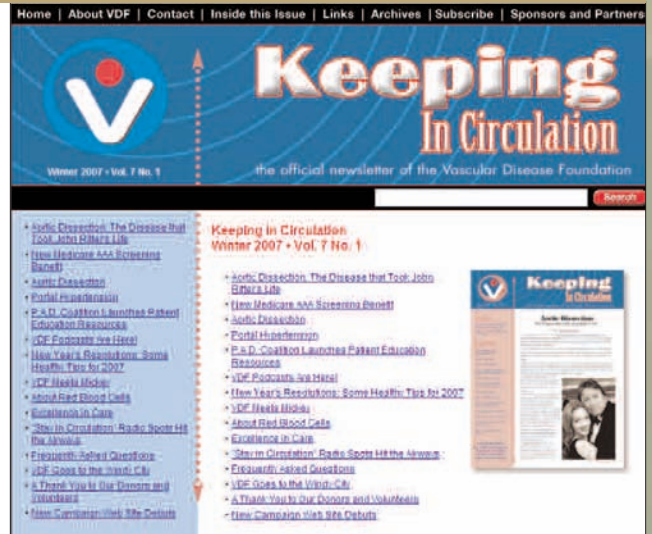 Home | About VDF | Contact | Inside this Issue | Links | Archives | Subscribe | Sponsors and Partners
Keeping
In Circulation
Winter 2007 • Vol. 7 No. 1
the official newsletter of the Vascular Disease Foundation
Search
• Aortic Dissection: The Disease that
Took John Ritter's Life
• New Medicare AAA Screening
Benefit
• Aortic Dissection
• Portal Hypertension
• P.A.D. Coalition Launches Patient
Education Resources
• VDF Podcasts Are Here!
• New Year's Resolutions: Some
Healthy Tips for 2007
• VDF Meets Mickey
• About Red Blood Cells
• Excellence in Care
• 'Stay in Circulation' Radio Spots Hit
the Airways
• Frequently Asked Questions
• VDF Goes to the Windy City
• A Thank You to Our Donors and
Volunteers
• New Campaign Web Site Debuts
Keeping in Circulation
Winter 2007 • Vol. 7 No. 1
• Aortic Dissection: The Disease that Took John
Ritter's Life
• New Medicare AAA Screening Benefit
• Aortic Dissection
• Portal Hypertension
• P.A.D. Coalition Launches Patient Education
Resources
• VDF Podcasts Are Here!
• New Year's Resolutions: Some Healthy Tips for 2007
• VDF Meets Mickey
• About Red Blood Cells
• Excellence in Care
• 'Stay in Circulation' Radio Spots Hit the Airways
• Frequently Asked Questions
• VDF Goes to the Windy City
• A Thank You to Our Donors and Volunteers
• New Campaign Web Site Debuts
Keeping
In Circulation
Aortic Dissection